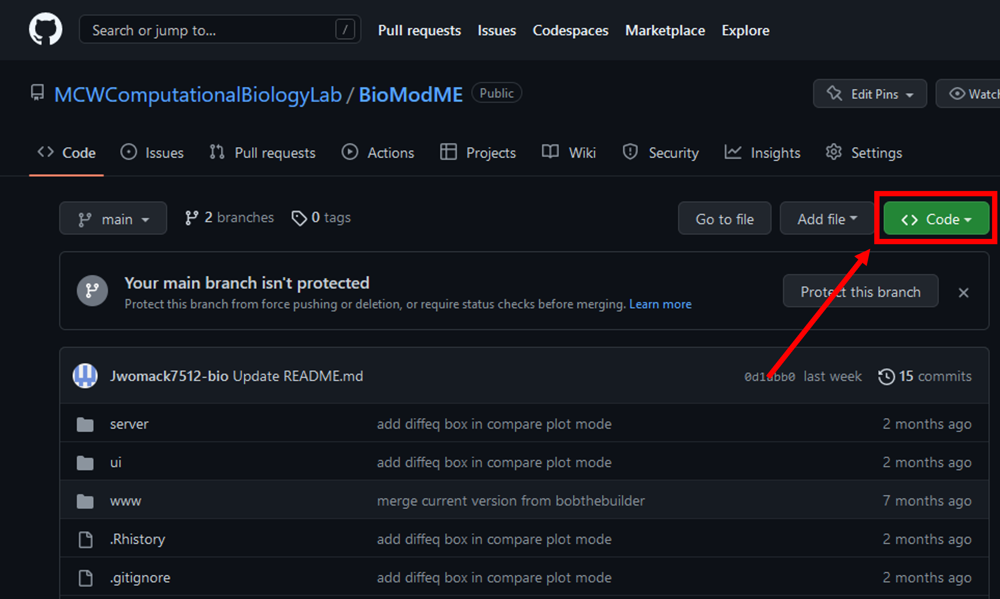 Search or jump to... / Pull requests Issues Codespaces Marketplace Explore
MCWComputationalBiologyLab / BioModME Public Edit Pins
Code Issues Pull requests Actions Projects Wiki Security Insights Settings
main 2 branches 0 tags Go to file Add file <> Code
Your main branch isn't protected
Protect this branch from force pushing or deletion, or require status checks before merging. Learn more
Protect this branch
Jwomack7512-bio Update README.md 0d1abb0 last week 15 commits
server add diffeq box in compare plot mode 2 months ago
ui add diffeq box in compare plot mode 2 months ago
www merge current version from bobthebuilder 7 months ago
.Rhistory add diffeq box in compare plot mode 2 months ago
.gitignore add diffeq box in compare plot mode 2 months ago